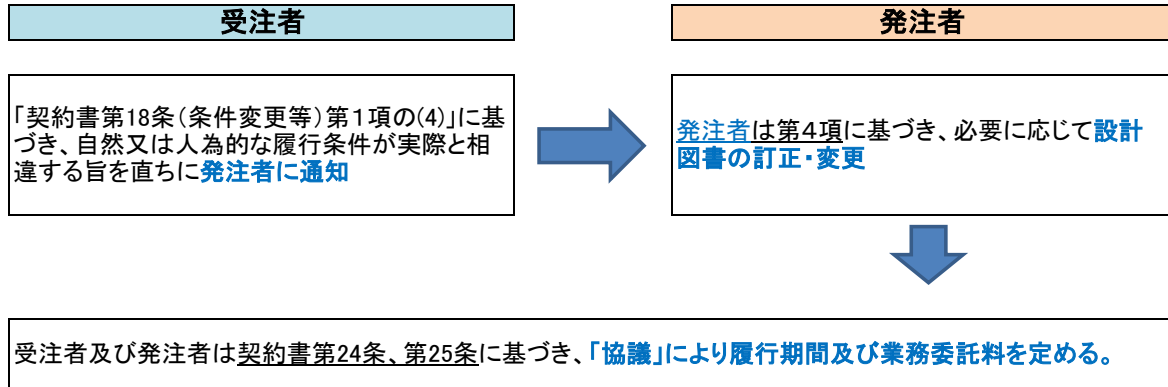 受注者
発注者
「契約書第18条(条件変更等)第１項の(4)」に基
づき、自然又は人為的な履行条件が実際と相
違する旨を直ちに発注者に通知
発注者は第４項に基づき、必要に応じて設計
図書の訂正・変更
受注者及び発注者は契約書第24条、第25条に基づき、「協議」により履行期間及び業務委託料を定める。